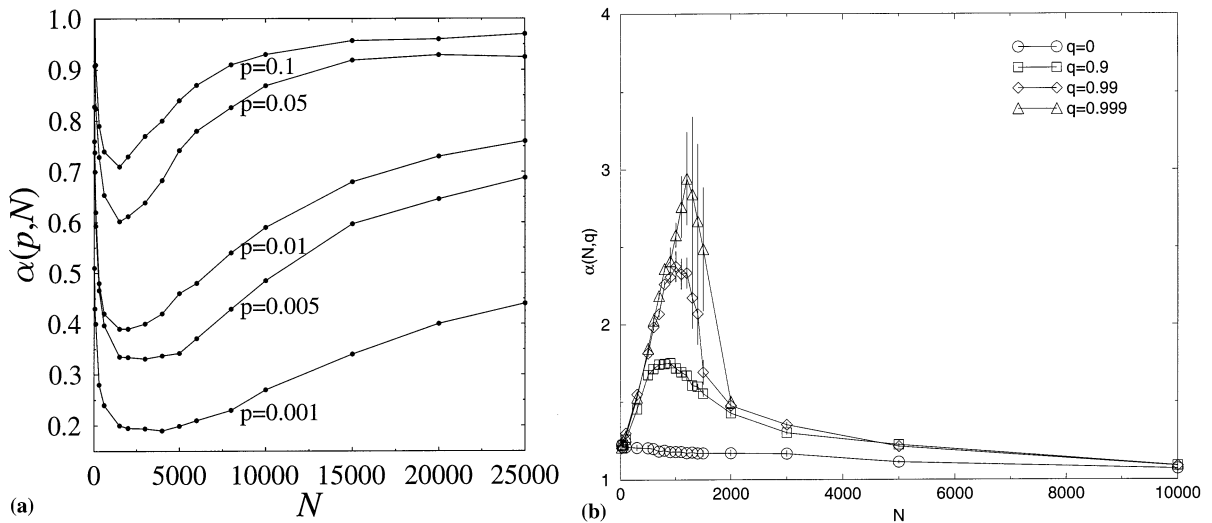 1.0
0.9
0.8
0.7
0.6
0.5
0.4
0.3
0.2
α(p,N)
p=0.1
p=0.05
p=0.01
p=0.005
p=0.001
0 5000 10000 15000 20000 25000
N
(a)
4
3
2
1
α(N,q)
q=0
q=0.9
q=0.99
q=0.999
0 2000 4000 6000 8000 10000
N
(b)